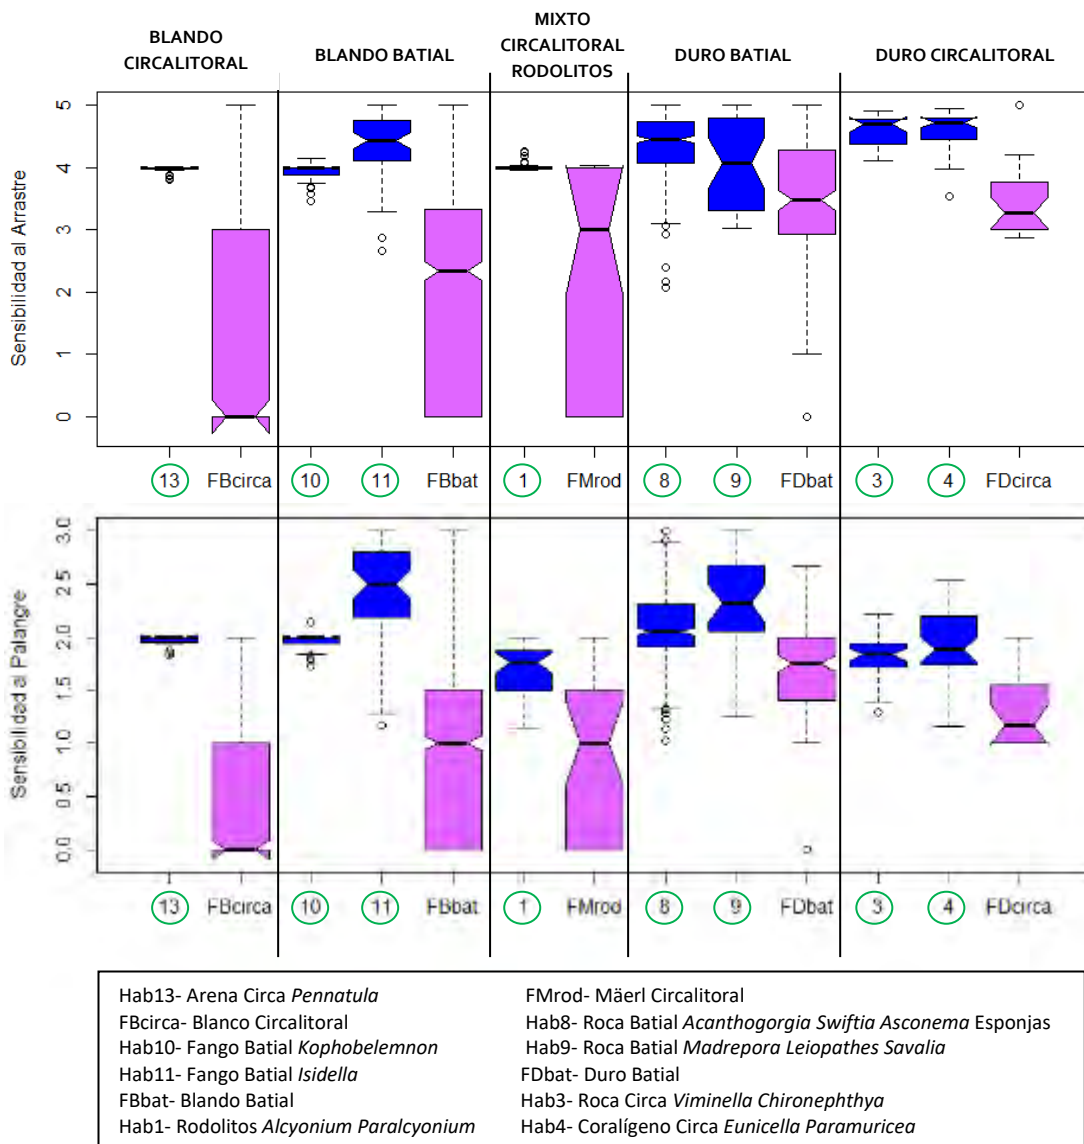 BLANDO
CIRCALITORAL
BLANDO BATIAL
MIXTO
CIRCALITORAL
RODOLITOS
DURO BATIAL
DURO CIRCALITORAL
Sensibilidad al Arrastre
5
4
3
2
1
0
13 FBcirca 10 11 FBbat 1 FMrod 8 9 FDbat 3 4 FDcirca
Sensibilidad al Palangre
3.0
2.5
2.0
1.5
1.0
0.5
0.0
13 FBcirca 10 11 FBbat 1 FMrod 8 9 FDbat 3 4 FDcirca
Hab13- Arena Circa Pennatula
FBcirca- Blanco Circalitoral
Hab10- Fango Batial Kophobelemnon
Hab11- Fango Batial Isidella
FBbat- Blando Batial
Hab1- Rodolitos Alcyonium Paralcyonium
FMrod- Mäerl Circalitoral
Hab8- Roca Batial Acanthogorgia Swiftia Asconema Esponjas
Hab9- Roca Batial Madrepora Leiopathes Savalia
FDbat- Duro Batial
Hab3- Roca Circa Viminella Chironephthya
Hab4- Coralígeno Circa Eunicella Paramuricea